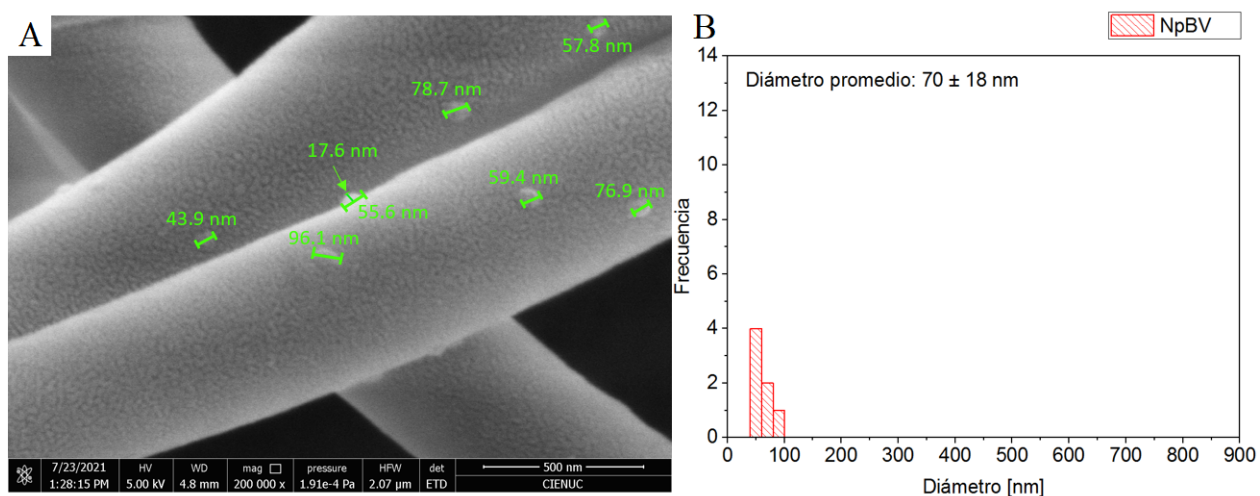 A
57.8 nm
78.7 nm
17.6 nm
59.4 nm
76.9 nm
55.6 nm
43.9 nm
96.1 nm
7/23/2021
1:28:15 PM
HV
5.00 kV
WD
4.8 mm
mag
200 000 x
pressure
1.91e-4 Pa
HFW
2.07 µm
det
ETD
500 nm
CIENUC
B
NpBV
Diámetro promedio: 70 ± 18 nm
Frecuencia
14
12
10
8
6
4
2
0
0 100 200 300 400 500 600 700 800 900
Diámetro [nm]